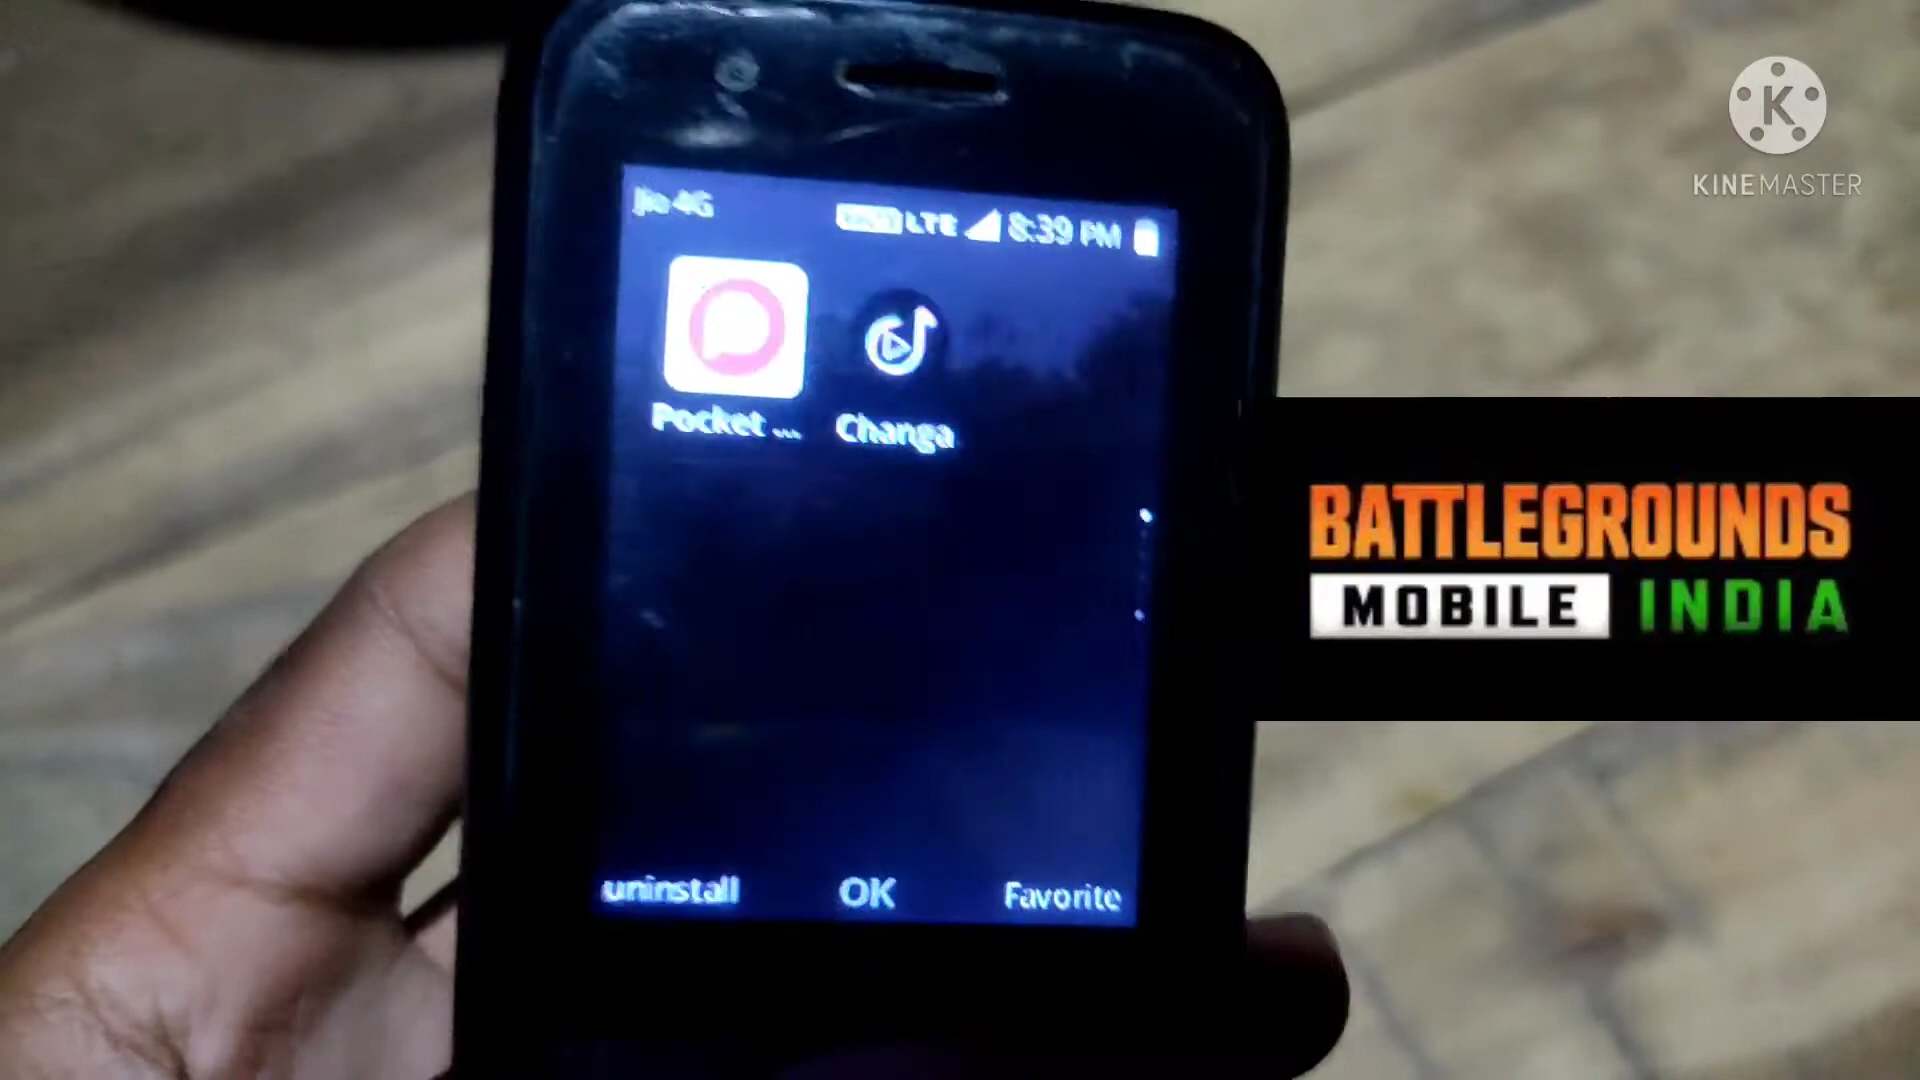 Jio 4G
LTE 8:39 PM
Pocket ...
Changa
uninstall OK Favorite
K
KINEMASTER
BATTLEGROUNDS
MOBILE INDIA